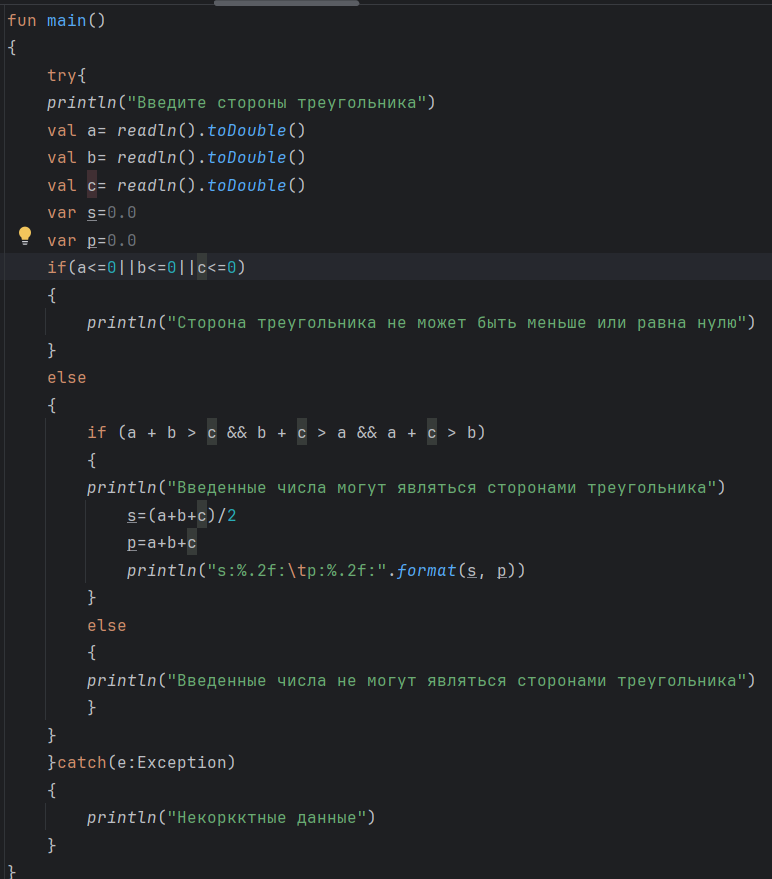 fun main()
{
    try{
    println("Введите стороны треугольника")
    val a= readln().toDouble()
    val b= readln().toDouble()
    val c= readln().toDouble()
    var s=0.0
    var p=0.0
    if(a<=0||b<=0||c<=0)
    {
        println("Сторона треугольника не может быть меньше или равна нулю")
    }
    else
    {
        if (a + b > c && b + c > a && a + c > b)
        {
        println("Введенные числа могут являться сторонами треугольника")
            s=(a+b+c)/2
            p=a+b+c
            println("s:%.2f:\tp:%.2f:".format(s, p))
        }
        else
        {
        println("Введенные числа не могут являться сторонами треугольника")
        }
    }
    }catch(e:Exception)
    {
        println("Некоркктные данные")
    }
}